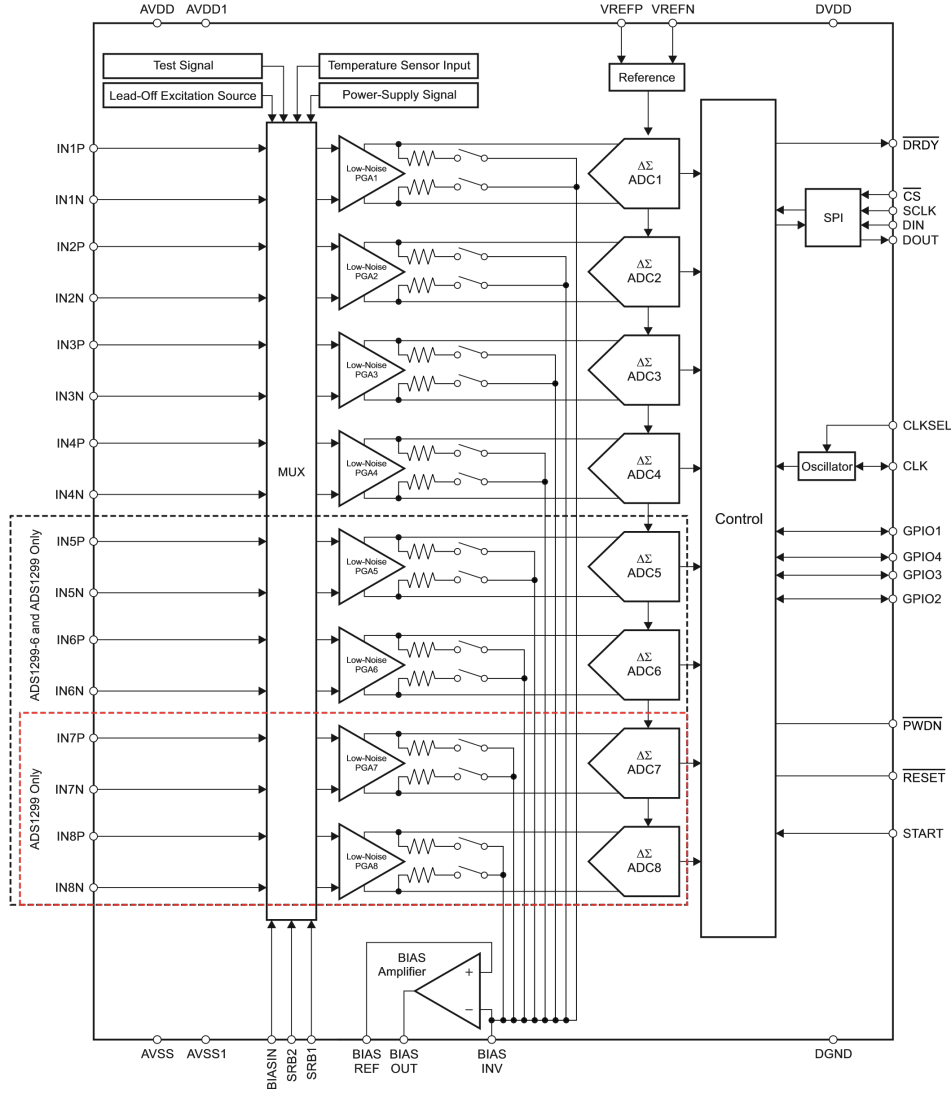 AVDD AVDD1 VREFP VREFN DVDD
Test Signal
Temperature Sensor Input
Lead-Off Excitation Source
Power-Supply Signal
Reference
IN1P
IN1N
IN2P
IN2N
IN3P
IN3N
IN4P
IN4N
IN5P
IN5N
IN6P
IN6N
IN7P
IN7N
IN8P
IN8N
ADS1299-6 and ADS1299 Only
ADS1299 Only
MUX
Low-Noise
PGA1
Low-Noise
PGA2
Low-Noise
PGA3
Low-Noise
PGA4
Low-Noise
PGA5
Low-Noise
PGA6
Low-Noise
PGA7
Low-Noise
PGA8
ΔΣ
ADC1
ΔΣ
ADC2
ΔΣ
ADC3
ΔΣ
ADC4
ΔΣ
ADC5
ΔΣ
ADC6
ΔΣ
ADC7
ΔΣ
ADC8
Control
SPI
Oscillator
DRDY
CS
SCLK
DIN
DOUT
CLKSEL
CLK
GPIO1
GPIO4
GPIO3
GPIO2
PWDN
RESET
START
BIAS
Amplifier
+
−
AVSS AVSS1
BIASIN
SRB2
SRB1
BIAS
REF
BIAS
OUT
BIAS
INV
DGND